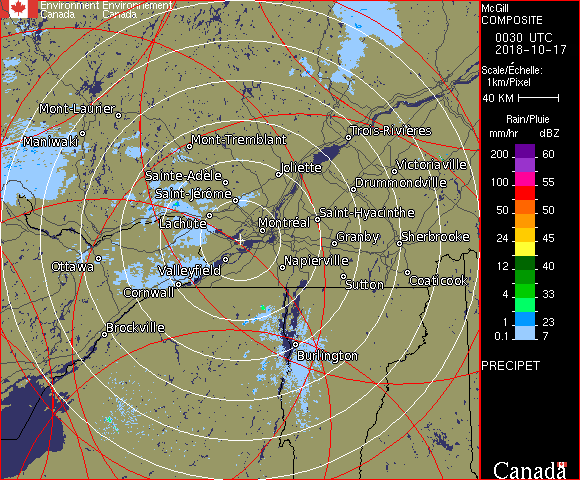 Environment Environnement
Canada Canada
McGill
COMPOSITE
0030 UTC
2018-10-17
Scale/Échelle:
1km/Pixel
40 KM
Rain/Pluie
mm/hr dBZ
200 60
100 55
50 50
24 45
12 40
4 33
1 23
0.1 7
PRECIPET
Canada
Mont-Laurier
Maniwaki
Mont-Tremblant
Trois-Rivières
Joliette
Victoriaville
Sainte-Adèle
Drummondville
Saint-Jérôme
Lachute
Saint-Hyacinthe
Montréal
Granby
Sherbrooke
Ottawa
Valleyfield
Napierville
Cornwall
Sutton
Coaticook
Brockville
Burlington